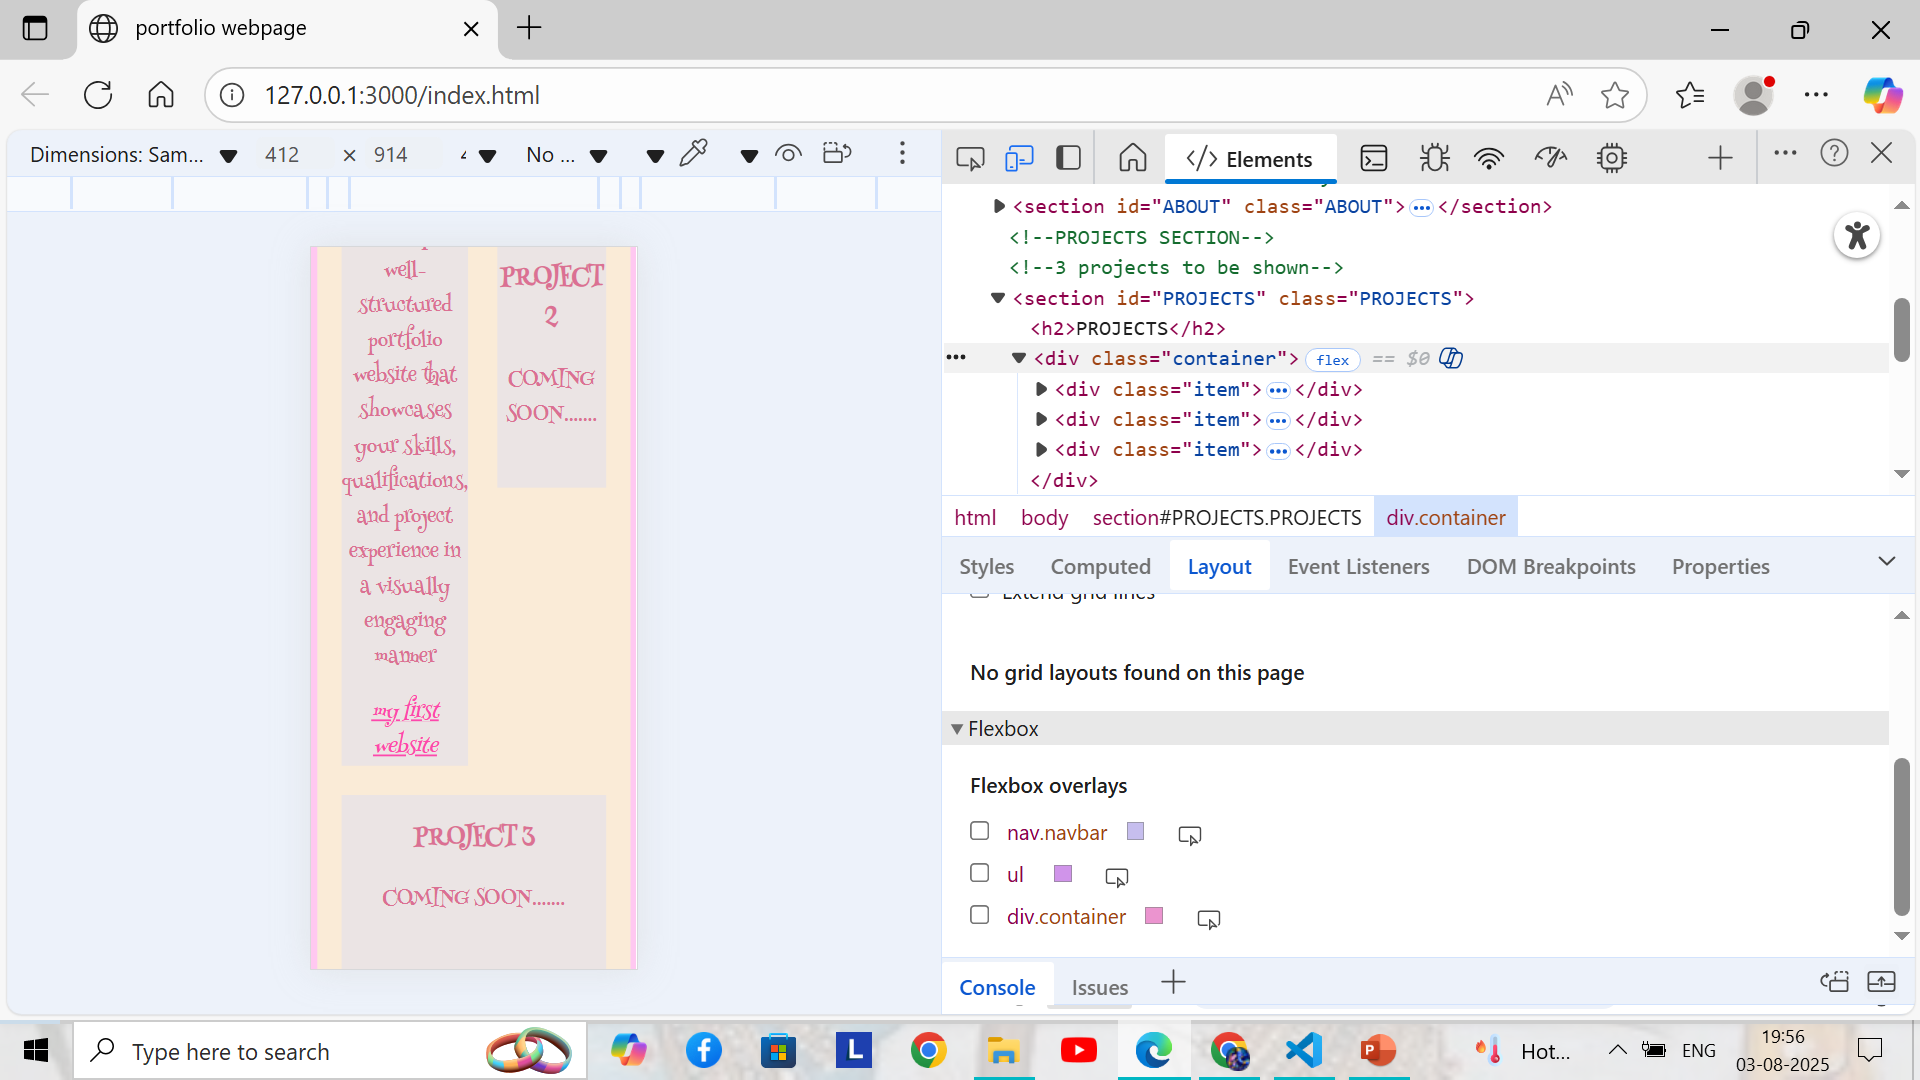 portfolio webpage
127.0.0.1:3000/index.html
Dimensions: Sam... 412 × 914 No ...
well-
structured
portfolio
website that
showcases
your skills,
qualifications,
and project
experience in
a visually
engaging
manner
my first
website
PROJECT
2
COMING
SOON.......
PROJECT 3
COMING SOON.......
Elements
<section id="ABOUT" class="ABOUT"> ••• </section>
<!--PROJECTS SECTION-->
<!--3 projects to be shown-->
<section id="PROJECTS" class="PROJECTS">
<h2>PROJECTS</h2>
••• <div class="container"> flex == $0
<div class="item"> ••• </div>
<div class="item"> ••• </div>
<div class="item"> ••• </div>
</div>
html body section#PROJECTS.PROJECTS div.container
Styles Computed Layout Event Listeners DOM Breakpoints Properties
Extend grid lines
No grid layouts found on this page
Flexbox
Flexbox overlays
nav.navbar
ul
div.container
Console Issues
Type here to search
L
P
Hot...
ENG
19:56
03-08-2025